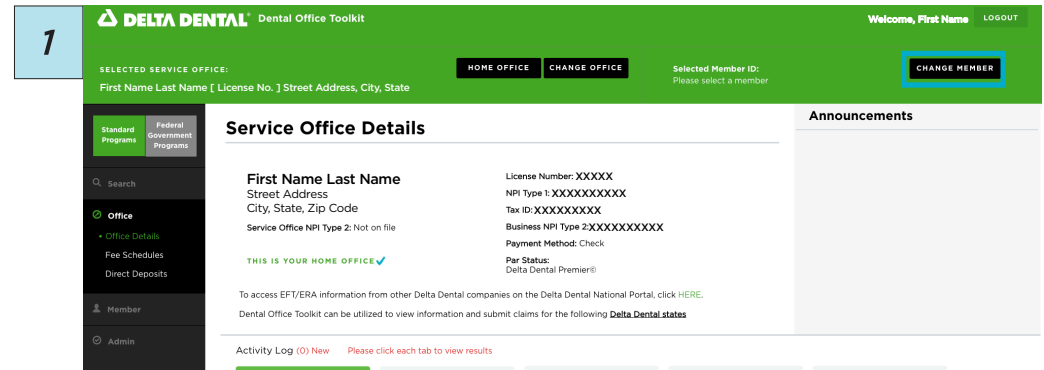 1
DELTA DENTAL® Dental Office Toolkit
Welcome, First Name LOGOUT
SELECTED SERVICE OFFICE:
First Name Last Name [ License No. ] Street Address, City, State
HOME OFFICE CHANGE OFFICE
Selected Member ID:
Please select a member
CHANGE MEMBER
Standard Programs
Federal Government Programs
Search
Office
• Office Details
Fee Schedules
Direct Deposits
Member
Admin
Service Office Details
First Name Last Name
Street Address
City, State, Zip Code
Service Office NPI Type 2: Not on file
THIS IS YOUR HOME OFFICE
License Number: XXXXX
NPI Type 1: XXXXXXXXXX
Tax ID: XXXXXXXXX
Business NPI Type 2: XXXXXXXXXX
Payment Method: Check
Par Status:
Delta Dental Premier©
To access EFT/ERA information from other Delta Dental companies on the Delta Dental National Portal, click HERE.
Dental Office Toolkit can be utilized to view information and submit claims for the following Delta Dental states
Activity Log (0) New Please click each tab to view results
Announcements